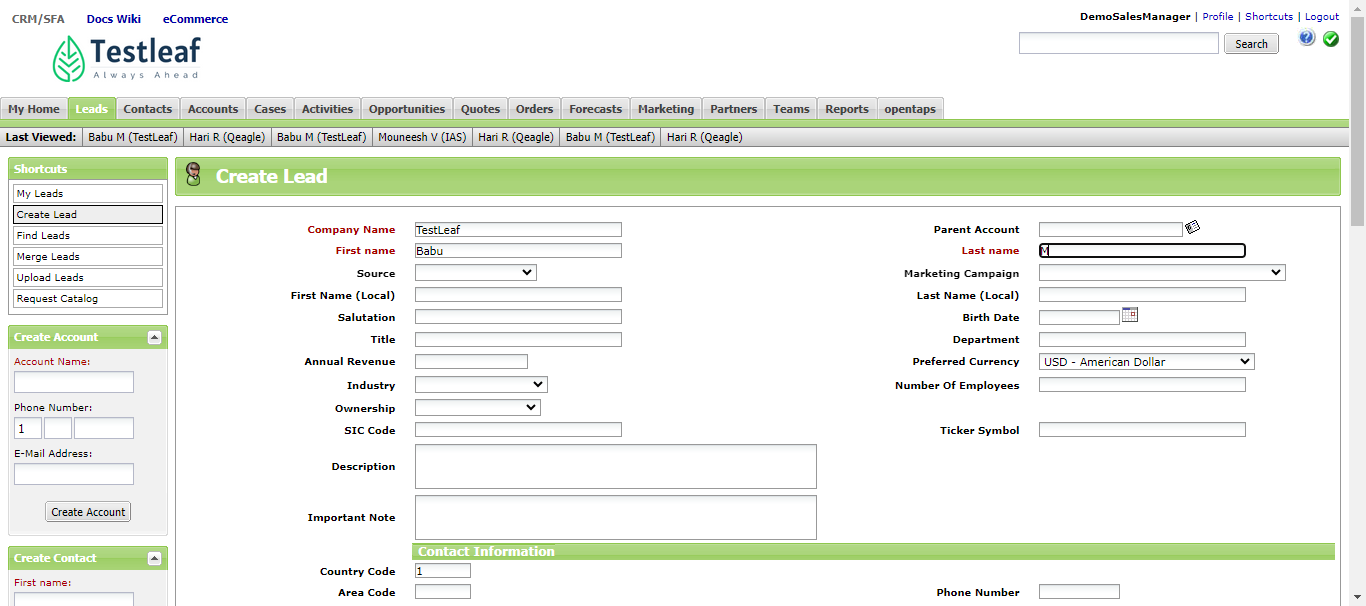 CRM/SFA Docs Wiki eCommerce
DemoSalesManager | Profile | Shortcuts | Logout
Testleaf
Always Ahead
Search
My Home Leads Contacts Accounts Cases Activities Opportunities Quotes Orders Forecasts Marketing Partners Teams Reports opentaps
Last Viewed: Babu M (TestLeaf) Hari R (Qeagle) Babu M (TestLeaf) Mouneesh V (IAS) Hari R (Qeagle) Babu M (TestLeaf) Hari R (Qeagle)
Shortcuts
My Leads
Create Lead
Find Leads
Merge Leads
Upload Leads
Request Catalog
Create Account
Account Name:
Phone Number:
1
E-Mail Address:
Create Account
Create Contact
First name:
Create Lead
Company Name TestLeaf Parent Account
First name Babu Last name M
Source Marketing Campaign
First Name (Local) Last Name (Local)
Salutation Birth Date
Title Department
Annual Revenue Preferred Currency USD - American Dollar
Industry Number Of Employees
Ownership
SIC Code Ticker Symbol
Description
Important Note
Contact Information
Country Code 1
Area Code Phone Number